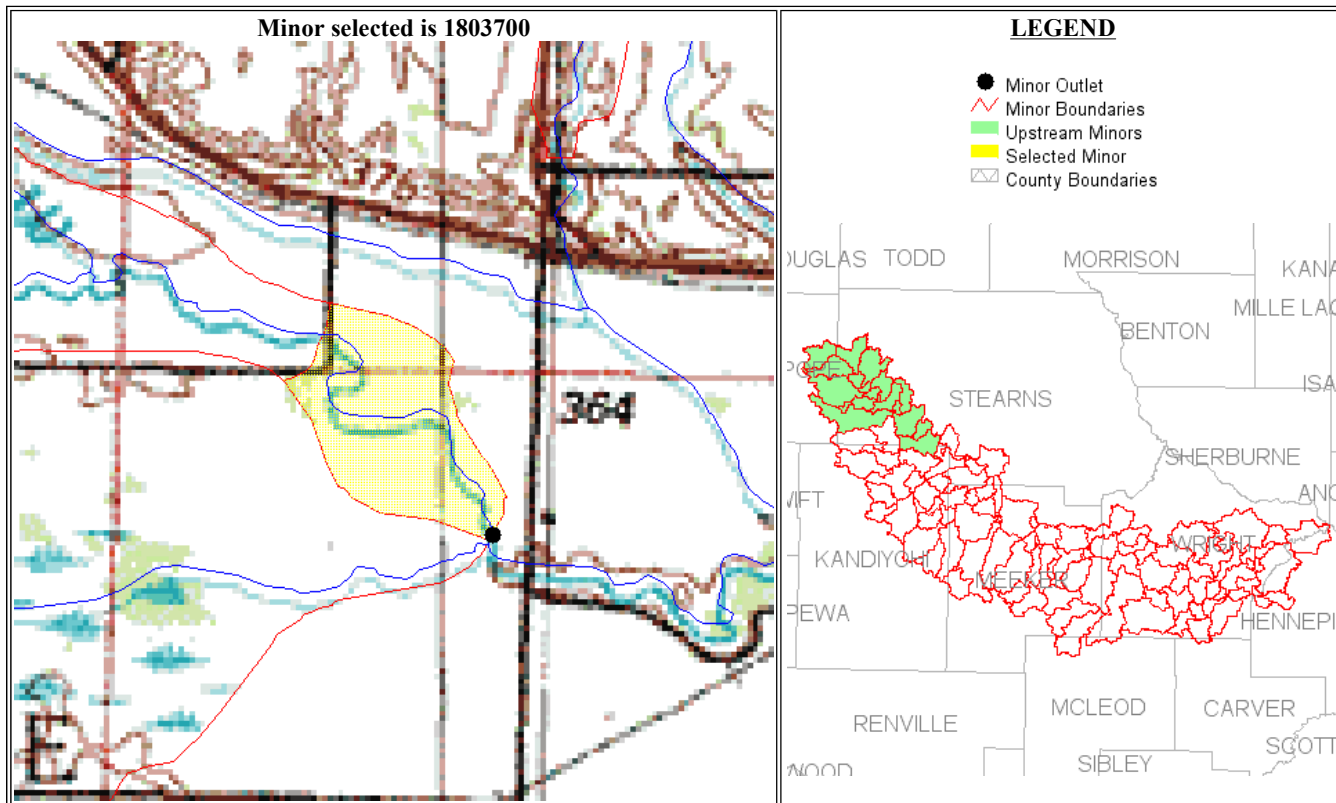 Minor selected is 1803700
376
364
E
LEGEND
Minor Outlet
Minor Boundaries
Upstream Minors
Selected Minor
County Boundaries
OUGLAS
TODD
MORRISON
KANA
MILLE LAC
BENTON
ISA
POPE
STEARNS
SHERBURNE
ANO
WIFT
WRIGHT
KANDIYOHI
MEEKER
PEWA
HENNEPI
RENVILLE
MCLEOD
CARVER
SCOTT
WOOD
SIBLEY